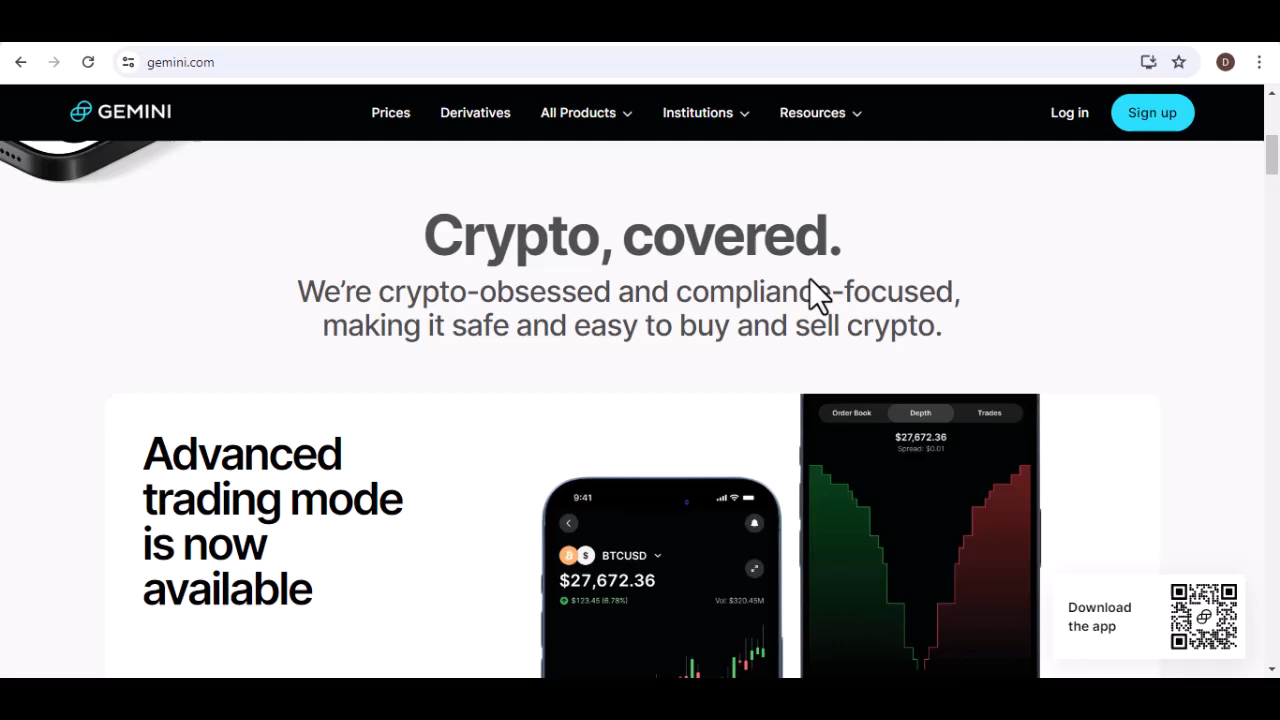 gemini.com
D
GEMINI
Prices
Derivatives
All Products
Institutions
Resources
Log in
Sign up
Crypto, covered.
We’re crypto-obsessed and compliance-focused,
making it safe and easy to buy and sell crypto.
Advanced
trading mode
is now
available
Order Book
Depth
Trades
$27,672.36
Spread: $0.01
9:41
BTCUSD
$27,672.36
$123.45 (6.78%)
Vol: $320.45M
Download
the app